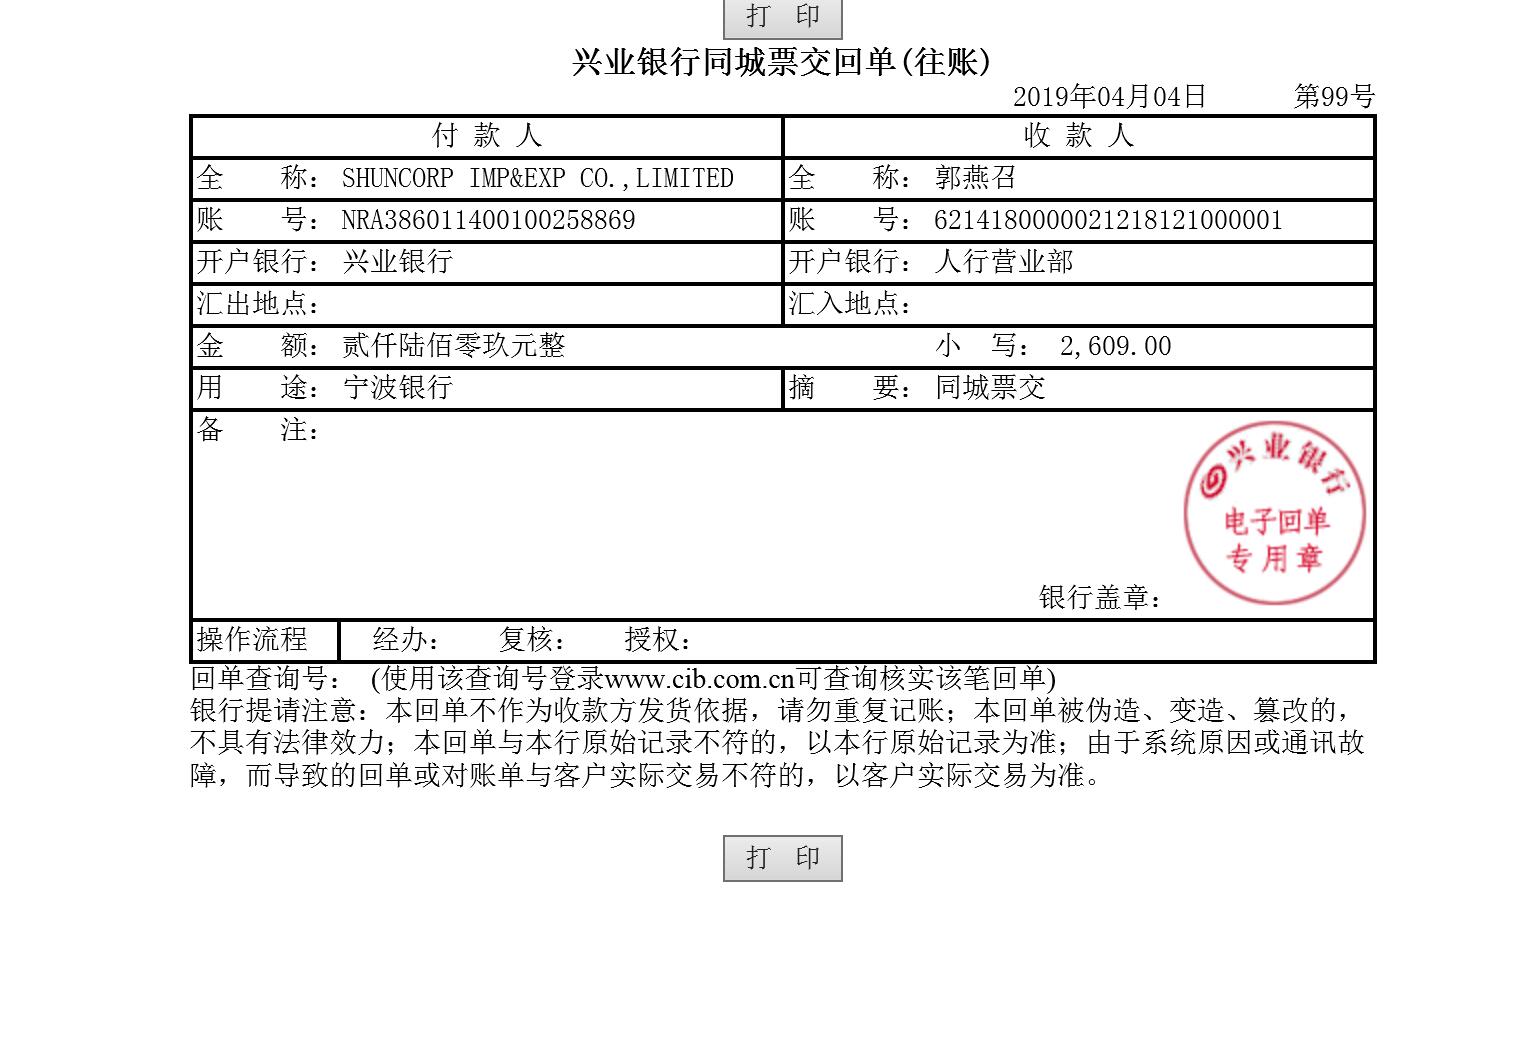 打 印
兴业银行同城票交回单(往账)
2019年04月04日 第99号
付 款 人 收 款 人
全 称： SHUNCORP IMP&EXP CO.,LIMITED 全 称： 郭燕召
账 号： NRA386011400100258869 账 号： 6214180000021218121000001
开户银行： 兴业银行 开户银行： 人行营业部
汇出地点： 汇入地点：
金 额： 贰仟陆佰零玖元整 小 写： 2,609.00
用 途： 宁波银行 摘 要： 同城票交
备 注：
兴业银行
电子回单
专用章
银行盖章：
操作流程 经办： 复核： 授权：
回单查询号： (使用该查询号登录www.cib.com.cn可查询核实该笔回单)
银行提请注意：本回单不作为收款方发货依据，请勿重复记账；本回单被伪造、变造、篡改的，
不具有法律效力；本回单与本行原始记录不符的，以本行原始记录为准；由于系统原因或通讯故
障，而导致的回单或对账单与客户实际交易不符的，以客户实际交易为准。
打 印